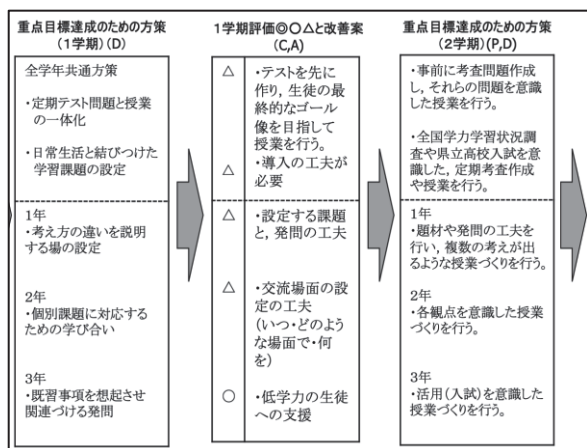 重点目標達成のための方策
(1学期)(D)
全学年共通方策
・定期テスト問題と授業
の一体化
・日常生活と結びつけた
学習課題の設定
1年
・考え方の違いを説明
する場の設定
2年
・個別課題に対応する
ための学び合い
3年
・既習事項を想起させ
関連づける発問
1学期評価◎○△と改善案
(C,A)
△ ・テストを先に
作り,生徒の最
終的なゴール
像を目指して
授業を行う。
△ ・導入の工夫が
必要
△ ・設定する課題
と,発問の工夫
△ ・交流場面の設
定の工夫
(いつ・どのよう
な場面で・何
を)
○ ・低学力の生徒
への支援
重点目標達成のための方策
(2学期)(P,D)
・事前に考査問題作成
し,それらの問題を意識
した授業を行う。
・全国学力学習状況調
査や県立高校入試を意
識した,定期考査作成
や授業を行う。
1年
・題材や発問の工夫を
行い,複数の考えが出
るような授業づくりを行う。
2年
・各観点を意識した授業
づくりを行う。
3年
・活用(入試)を意識した
授業づくりを行う。